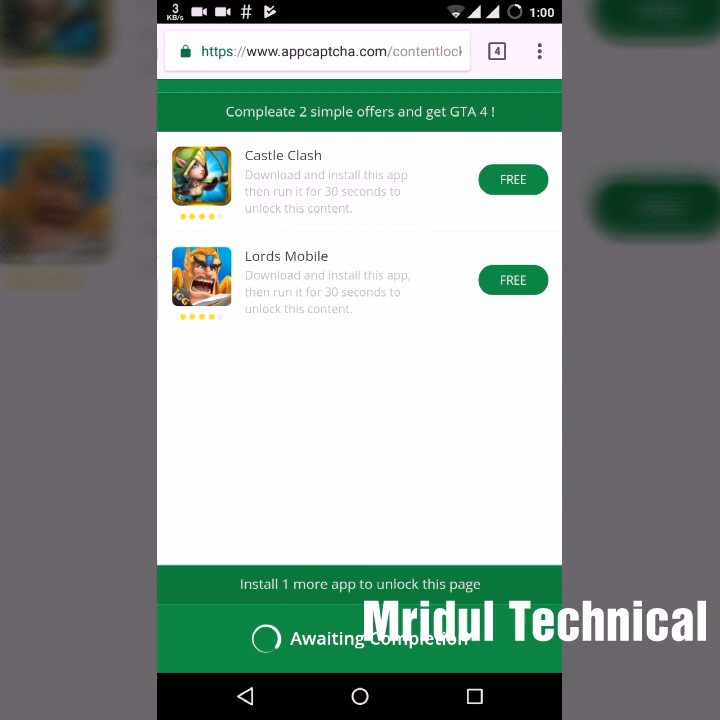 3
KB/s
1:00
https://www.appcaptcha.com/contentlock
4
Compleate 2 simple offers and get GTA 4 !
Castle Clash
Download and install this app
then run it for 30 seconds to
unlock this content.
FREE
Lords Mobile
Download and install this app,
then run it for 30 seconds to
unlock this content.
FREE
IGG
Install 1 more app to unlock this page
Awaiting Completion
Mridul Technical